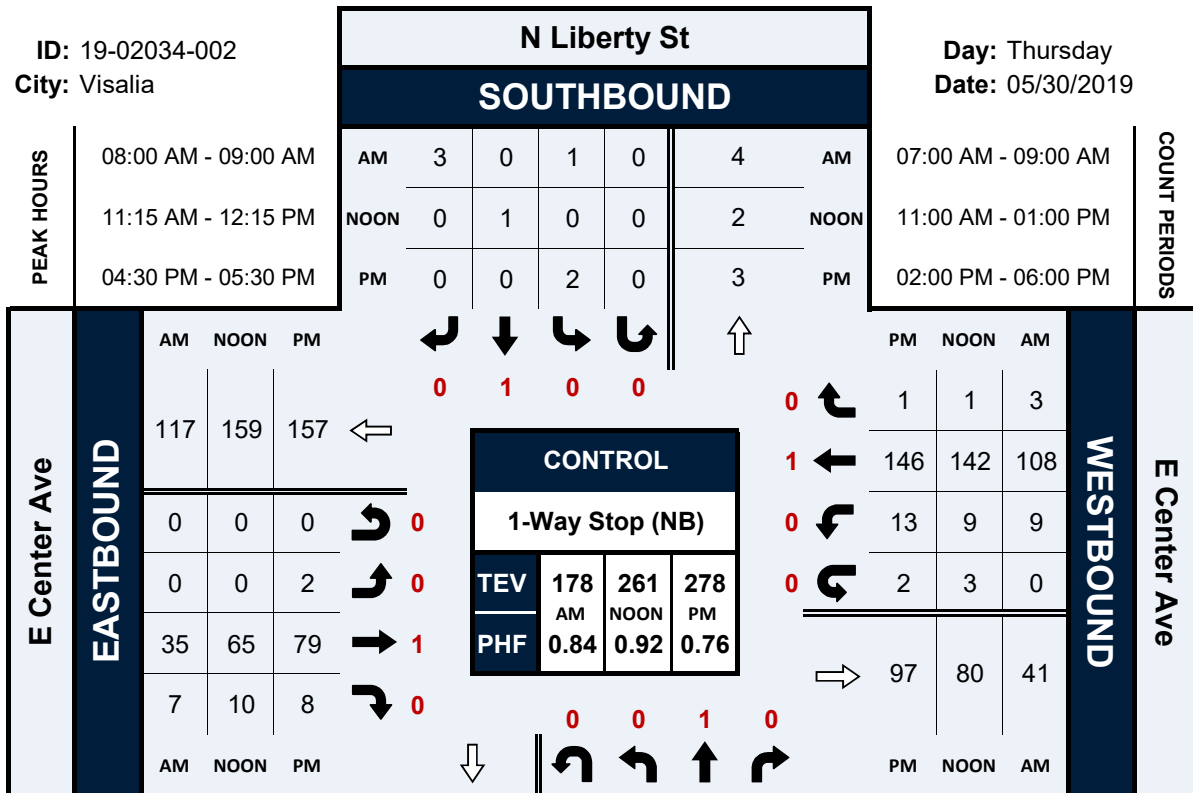 ID: 19-02034-002
City: Visalia
N Liberty St
SOUTHBOUND
Day: Thursday
Date: 05/30/2019
PEAK HOURS
08:00 AM - 09:00 AM
11:15 AM - 12:15 PM
04:30 PM - 05:30 PM
AM 3 0 1 0 4 AM
NOON 0 1 0 0 2 NOON
PM 0 0 2 0 3 PM
07:00 AM - 09:00 AM
11:00 AM - 01:00 PM
02:00 PM - 06:00 PM
COUNT PERIODS
0 1 0 0
E Center Ave
EASTBOUND
AM NOON PM
117 159 157
0 0 0 0
0 0 2 0
35 65 79 1
7 10 8 0
AM NOON PM
CONTROL
1-Way Stop (NB)
TEV 178 261 278
AM NOON PM
PHF 0.84 0.92 0.76
PM NOON AM
0 1 1 3
1 146 142 108
0 13 9 9
0 2 3 0
97 80 41
PM NOON AM
WESTBOUND
E Center Ave
0 0 1 0